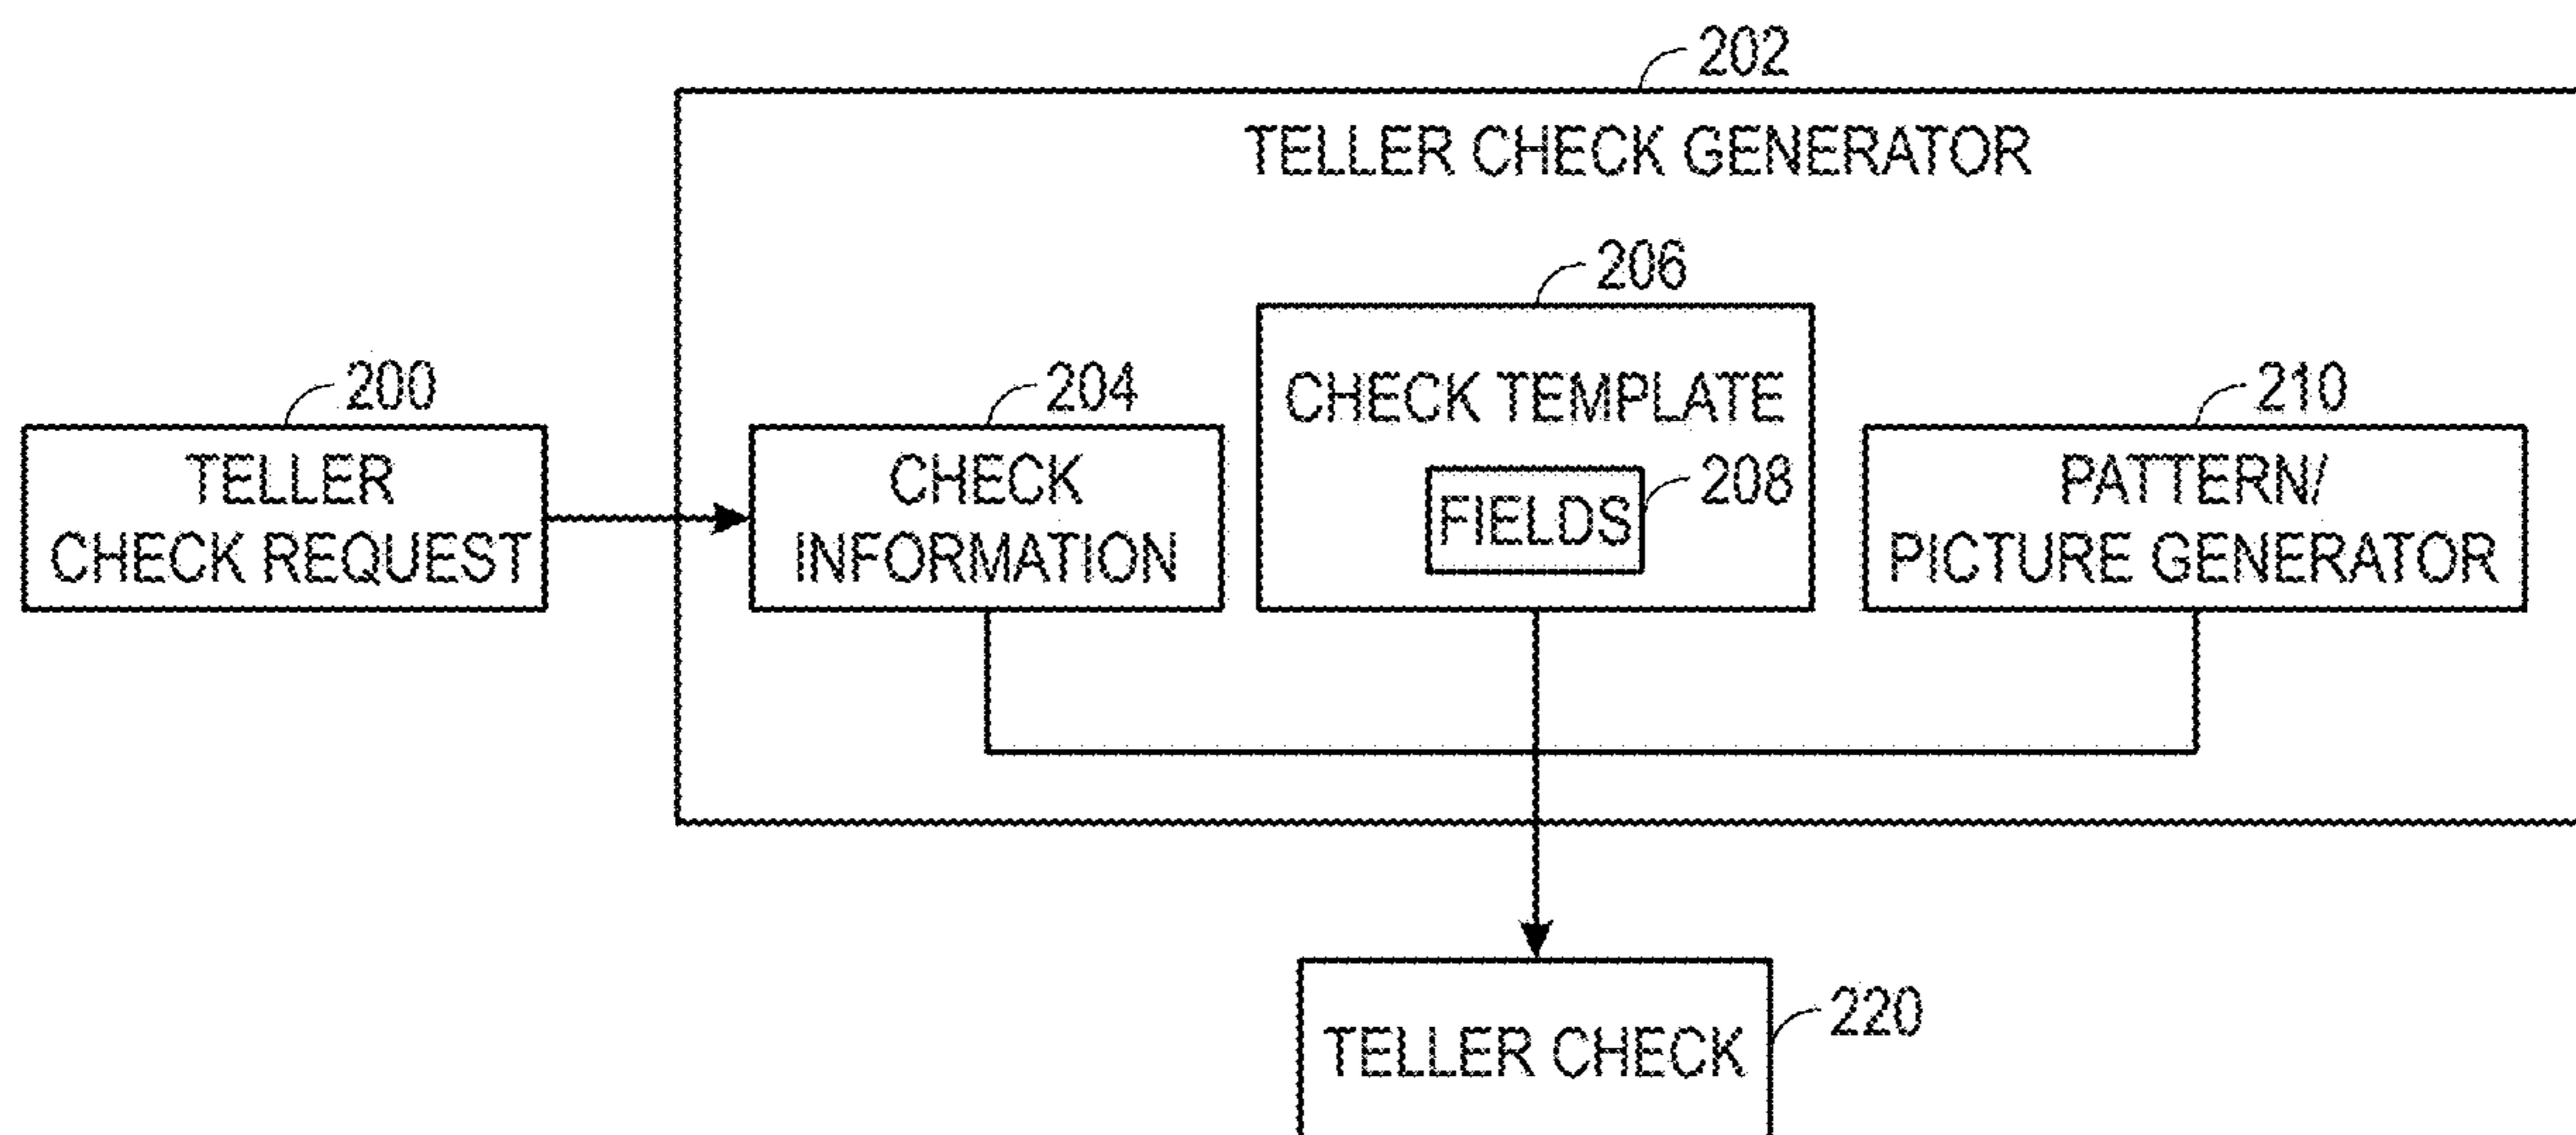 202
TELLER CHECK GENERATOR
206
CHECK TEMPLATE
200
204
210
TELLER
CHECK REQUEST
CHECK
INFORMATION
FIELDS
208
PATTERN/
PICTURE GENERATOR
220
TELLER CHECK